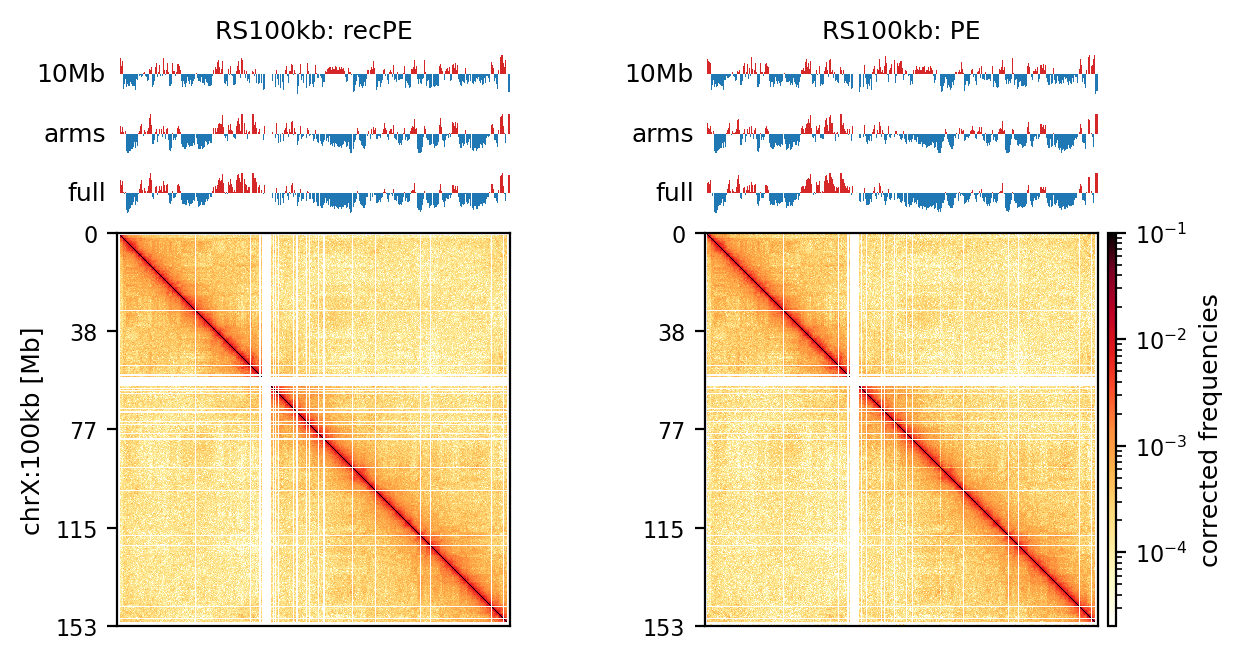 RS100kb: recPE
RS100kb: PE
10Mb
10Mb
arms
arms
full
full
0
38
77
115
153
chrX:100kb [Mb]
0
38
77
115
153
10⁻¹
10⁻²
10⁻³
10⁻⁴
corrected frequencies